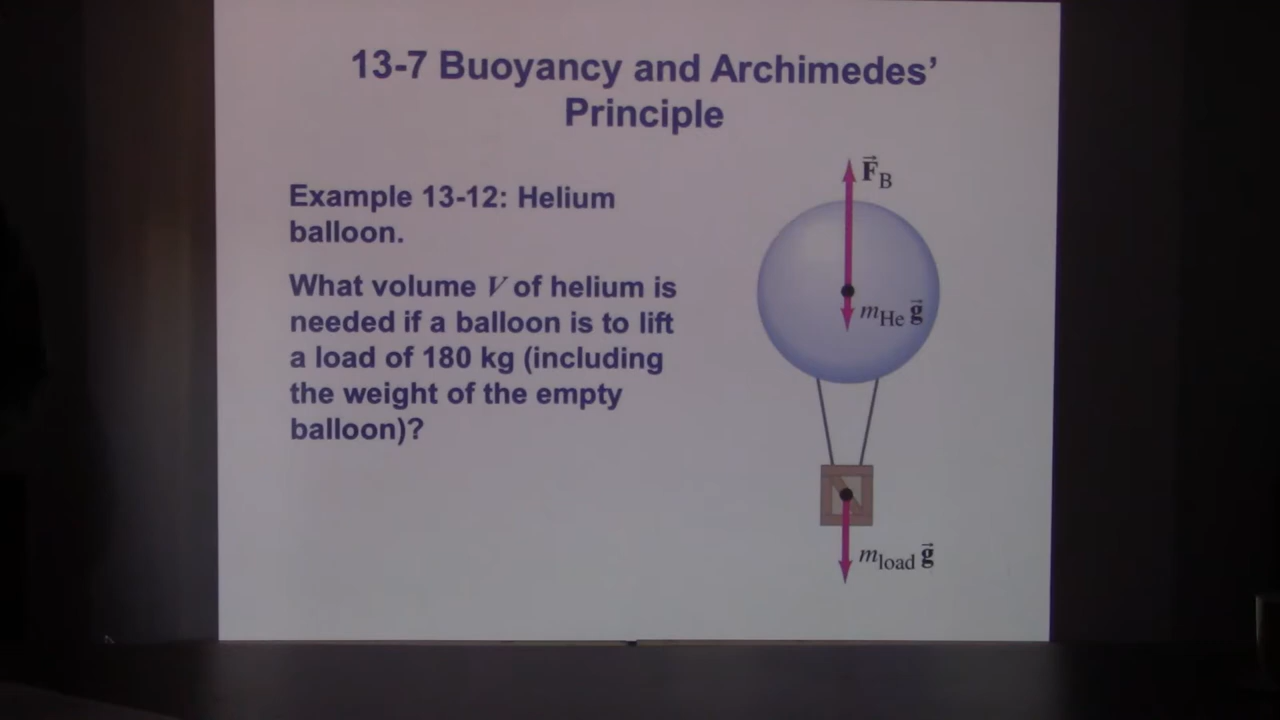 13-7 Buoyancy and Archimedes’
Principle
Example 13-12: Helium
balloon.
What volume V of helium is
needed if a balloon is to lift
a load of 180 kg (including
the weight of the empty
balloon)?
F⃗B
mHe g⃗
mload g⃗